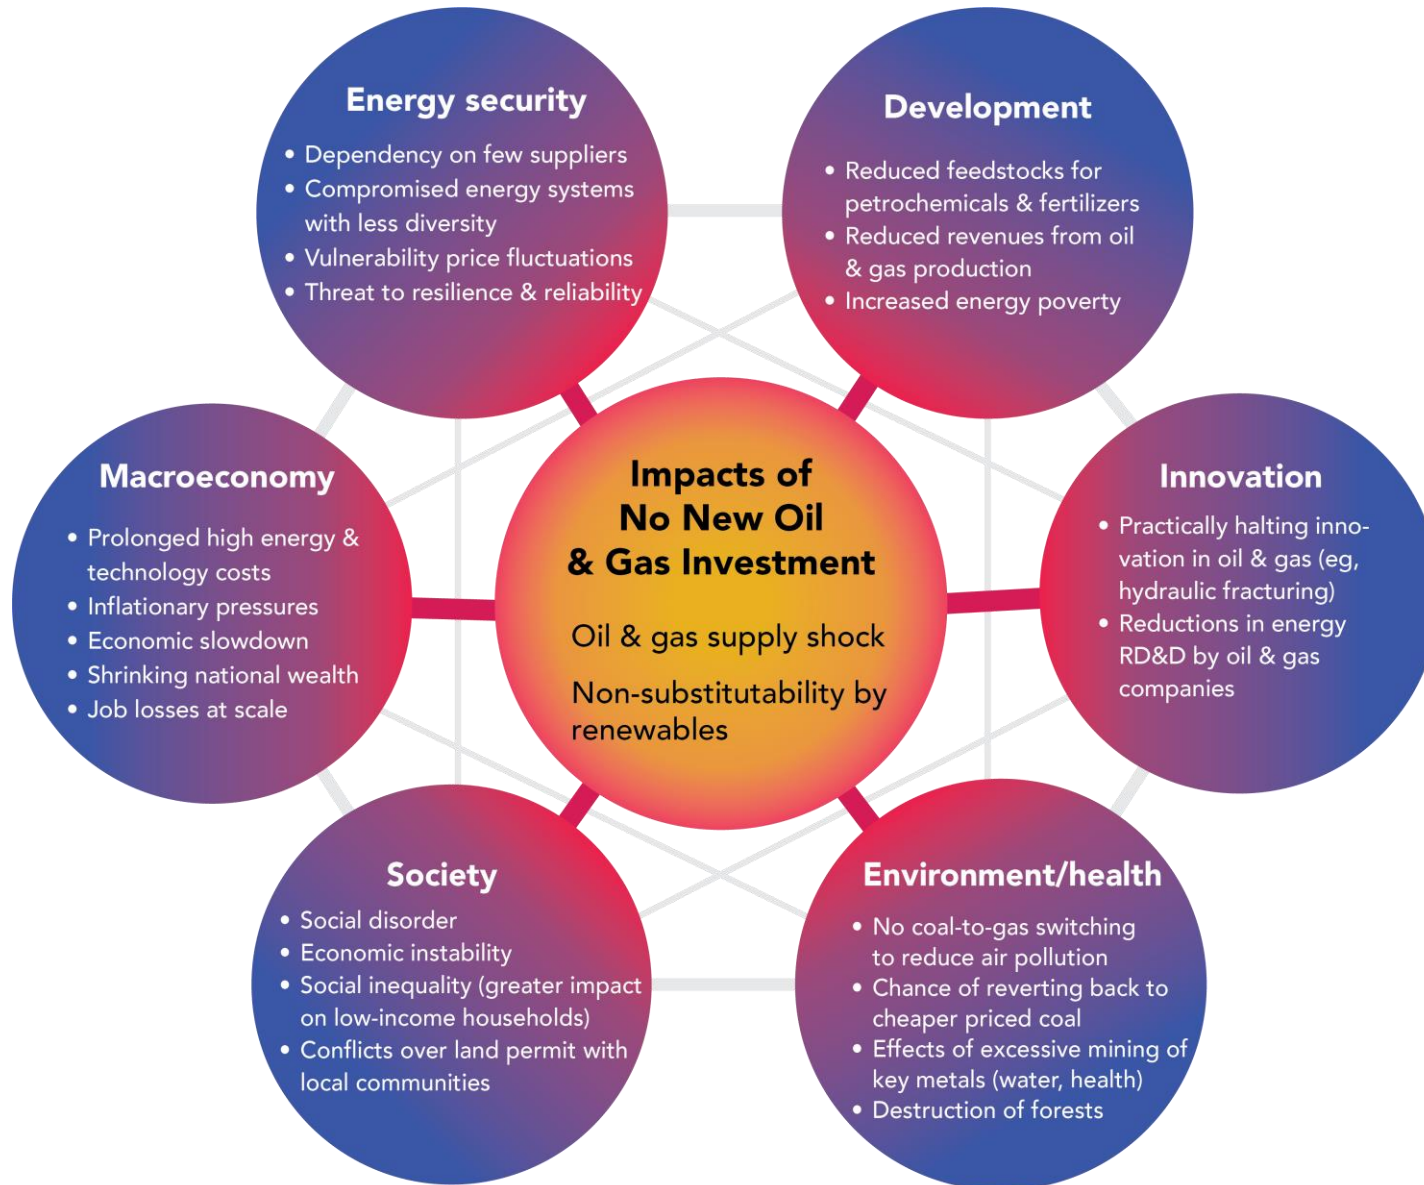 Energy security
• Dependency on few suppliers
• Compromised energy systems
with less diversity
• Vulnerability price fluctuations
• Threat to resilience & reliability
Development
• Reduced feedstocks for
petrochemicals & fertilizers
• Reduced revenues from oil
& gas production
• Increased energy poverty
Macroeconomy
• Prolonged high energy &
technology costs
• Inflationary pressures
• Economic slowdown
• Shrinking national wealth
• Job losses at scale
Impacts of
No New Oil
& Gas Investment
Oil & gas supply shock
Non-substitutability by
renewables
Innovation
• Practically halting inno-
vation in oil & gas (eg,
hydraulic fracturing)
• Reductions in energy
RD&D by oil & gas
companies
Society
• Social disorder
• Economic instability
• Social inequality (greater impact
on low-income households)
• Conflicts over land permit with
local communities
Environment/health
• No coal-to-gas switching
to reduce air pollution
• Chance of reverting back to
cheaper priced coal
• Effects of excessive mining of
key metals (water, health)
• Destruction of forests